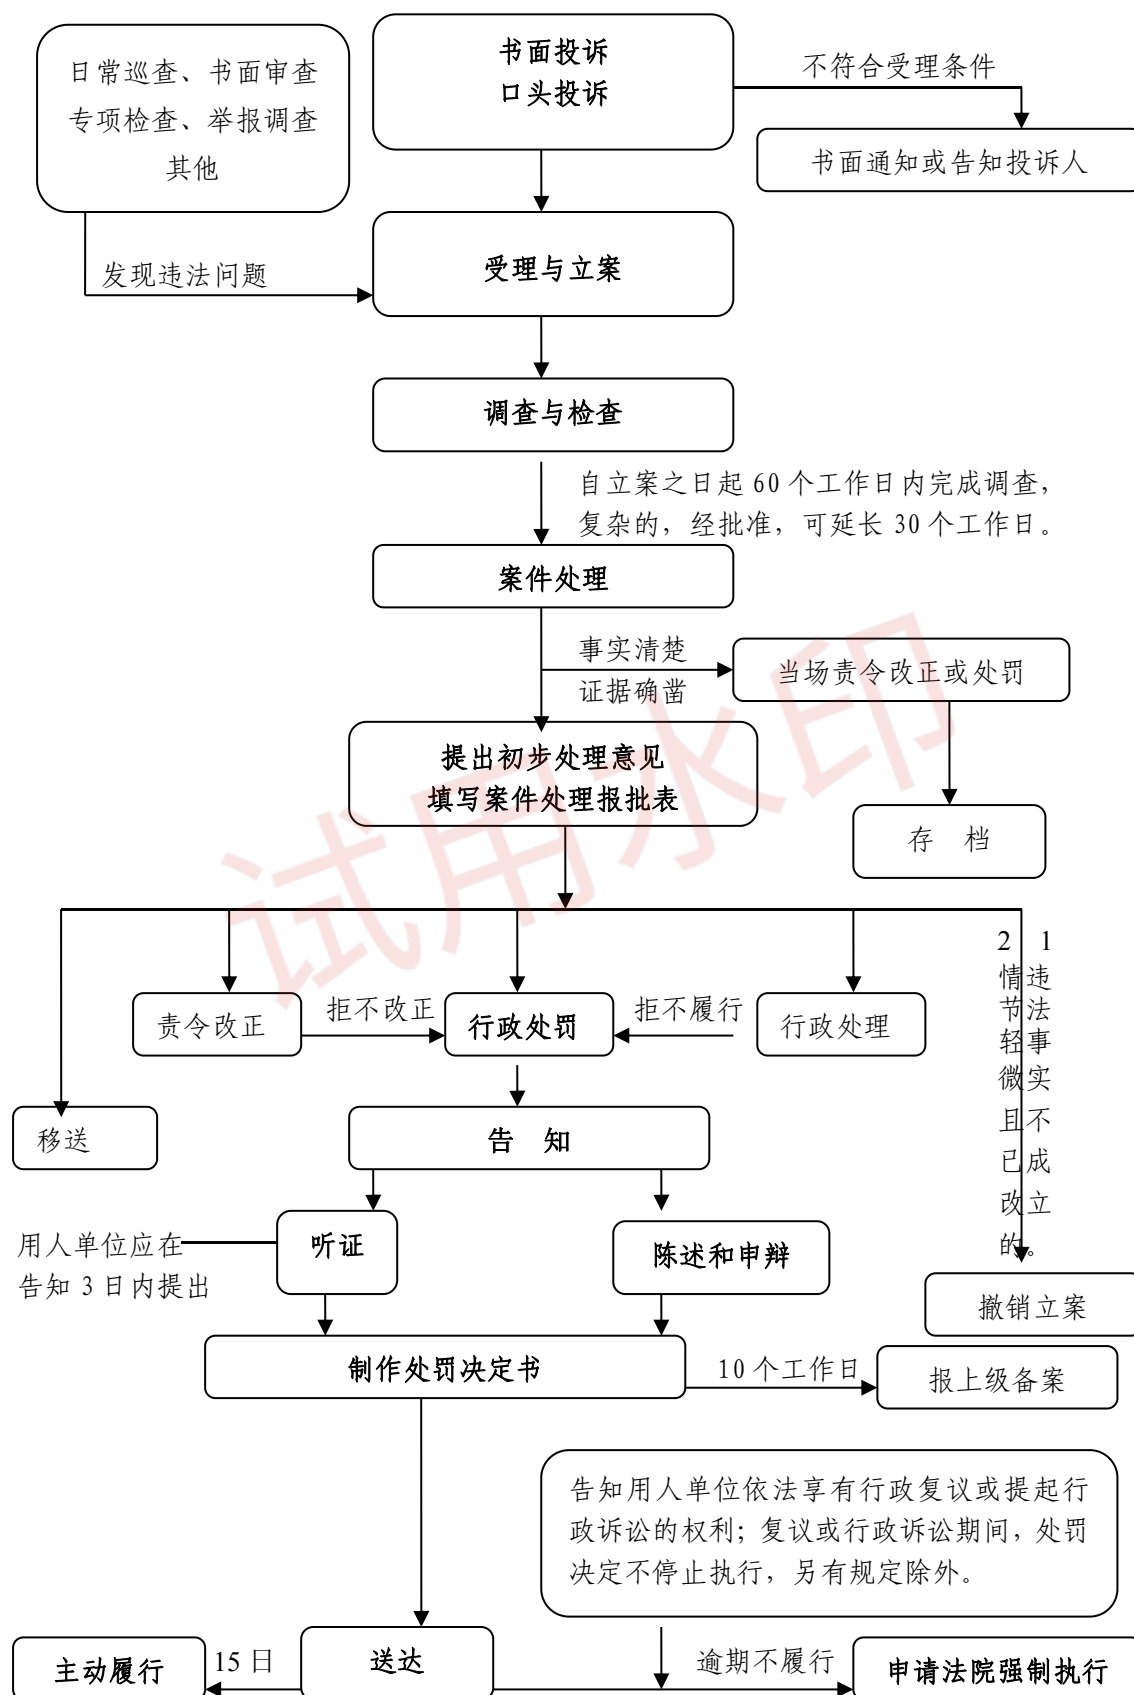 日常巡查、书面审查
专项检查、举报调查
其他
书面投诉
口头投诉
不符合受理条件
书面通知或告知投诉人
发现违法问题
受理与立案
调查与检查
自立案之日起 60 个工作日内完成调查，
复杂的，经批准，可延长 30 个工作日。
案件处理
事实清楚
证据确凿
当场责令改正或处罚
提出初步处理意见
填写案件处理报批表
存 档
1违法事实不成立
2情节轻微且已改的。
责令改正
拒不改正
行政处罚
拒不履行
行政处理
移送
告 知
用人单位应在
告知 3 日内提出
听证
陈述和申辩
撤销立案
制作处罚决定书
10 个工作日
报上级备案
告知用人单位依法享有行政复议或提起行
政诉讼的权利；复议或行政诉讼期间，处罚
决定不停止执行，另有规定除外。
主动履行
15 日
送达
逾期不履行
申请法院强制执行
试用水印